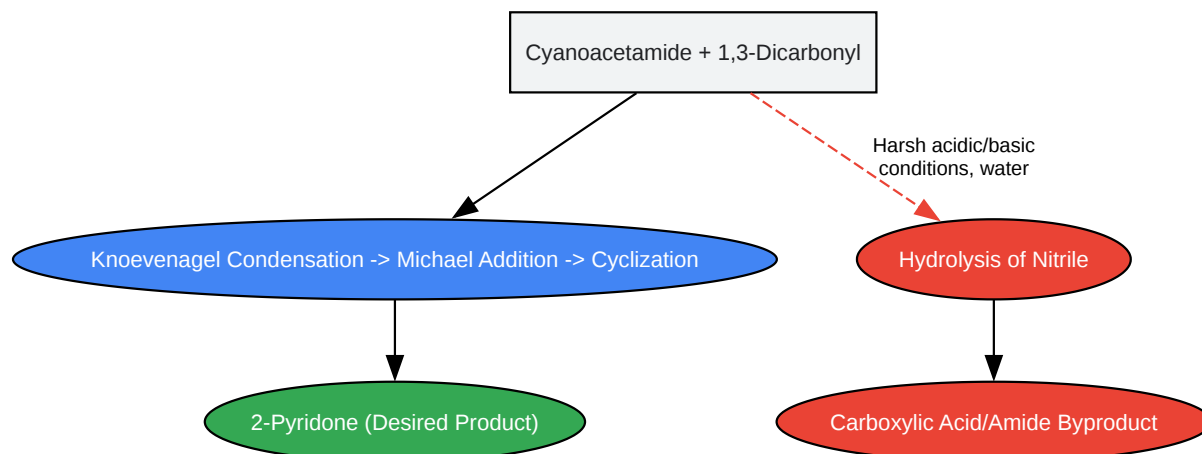 Cyanoacetamide + 1,3-Dicarbonyl
Harsh acidic/basic
conditions, water
Knoevenagel Condensation -> Michael Addition -> Cyclization
Hydrolysis of Nitrile
2-Pyridone (Desired Product)
Carboxylic Acid/Amide Byproduct